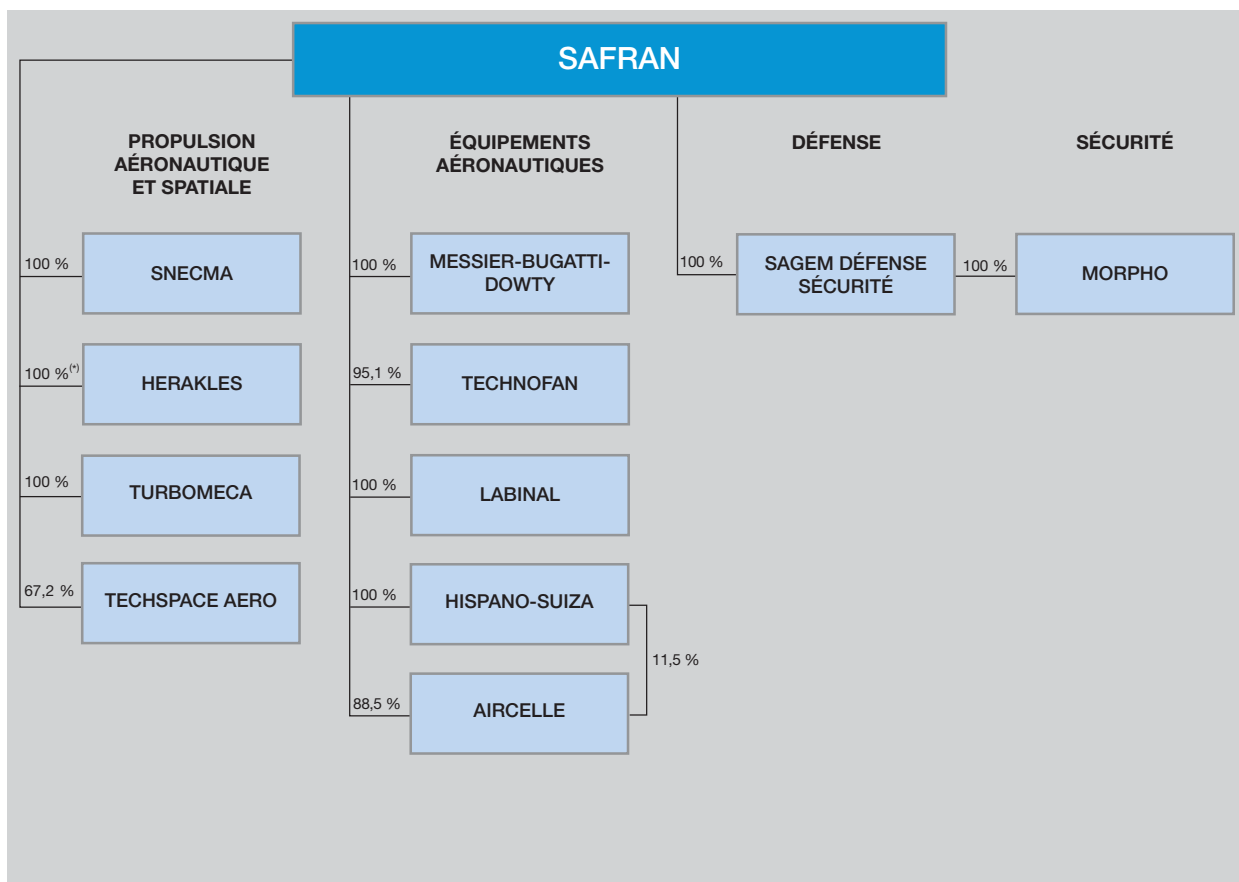 SAFRAN
PROPULSION
AÉRONAUTIQUE
ET SPATIALE
100 %
SNECMA
100 %(*)
HERAKLES
100 %
TURBOMECA
67,2 %
TECHSPACE AERO
ÉQUIPEMENTS
AÉRONAUTIQUES
100 %
MESSIER-BUGATTI-
DOWTY
95,1 %
TECHNOFAN
100 %
LABINAL
100 %
HISPANO-SUIZA
11,5 %
88,5 %
AIRCELLE
DÉFENSE
100 %
SAGEM DÉFENSE
SÉCURITÉ
SÉCURITÉ
100 %
MORPHO